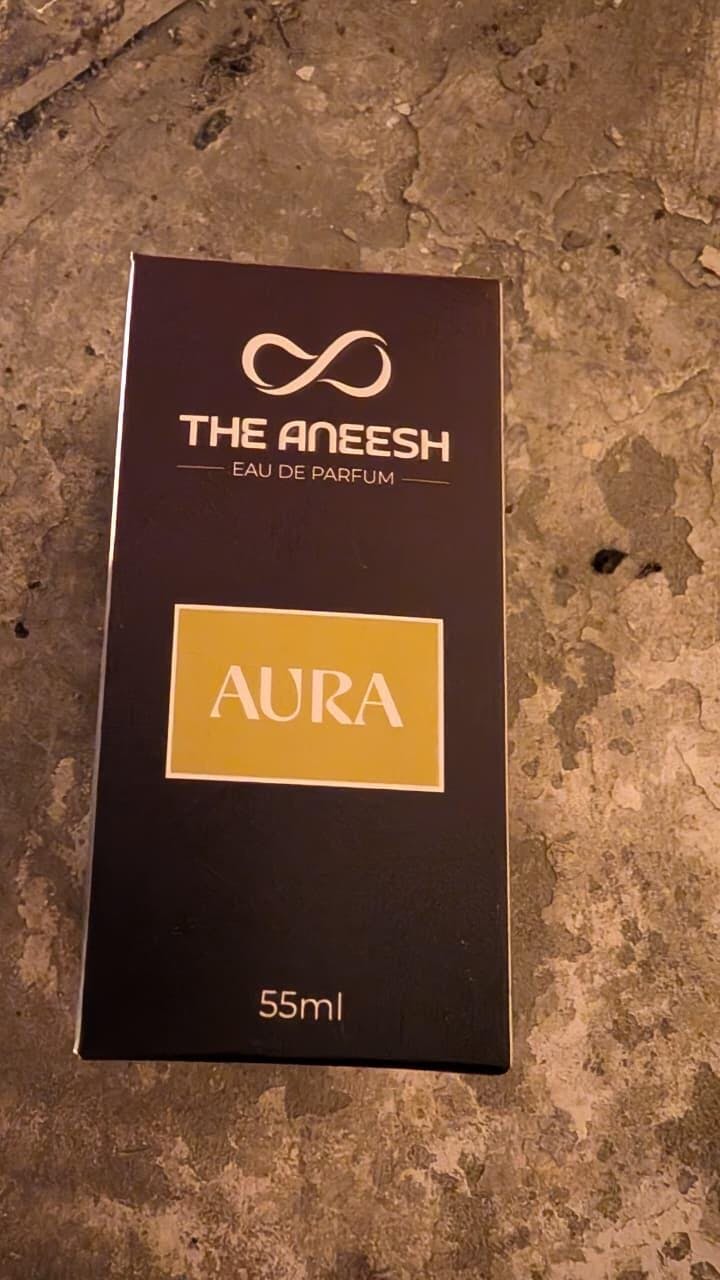 THE ANEESH
EAU DE PARFUM
AURA
55ml